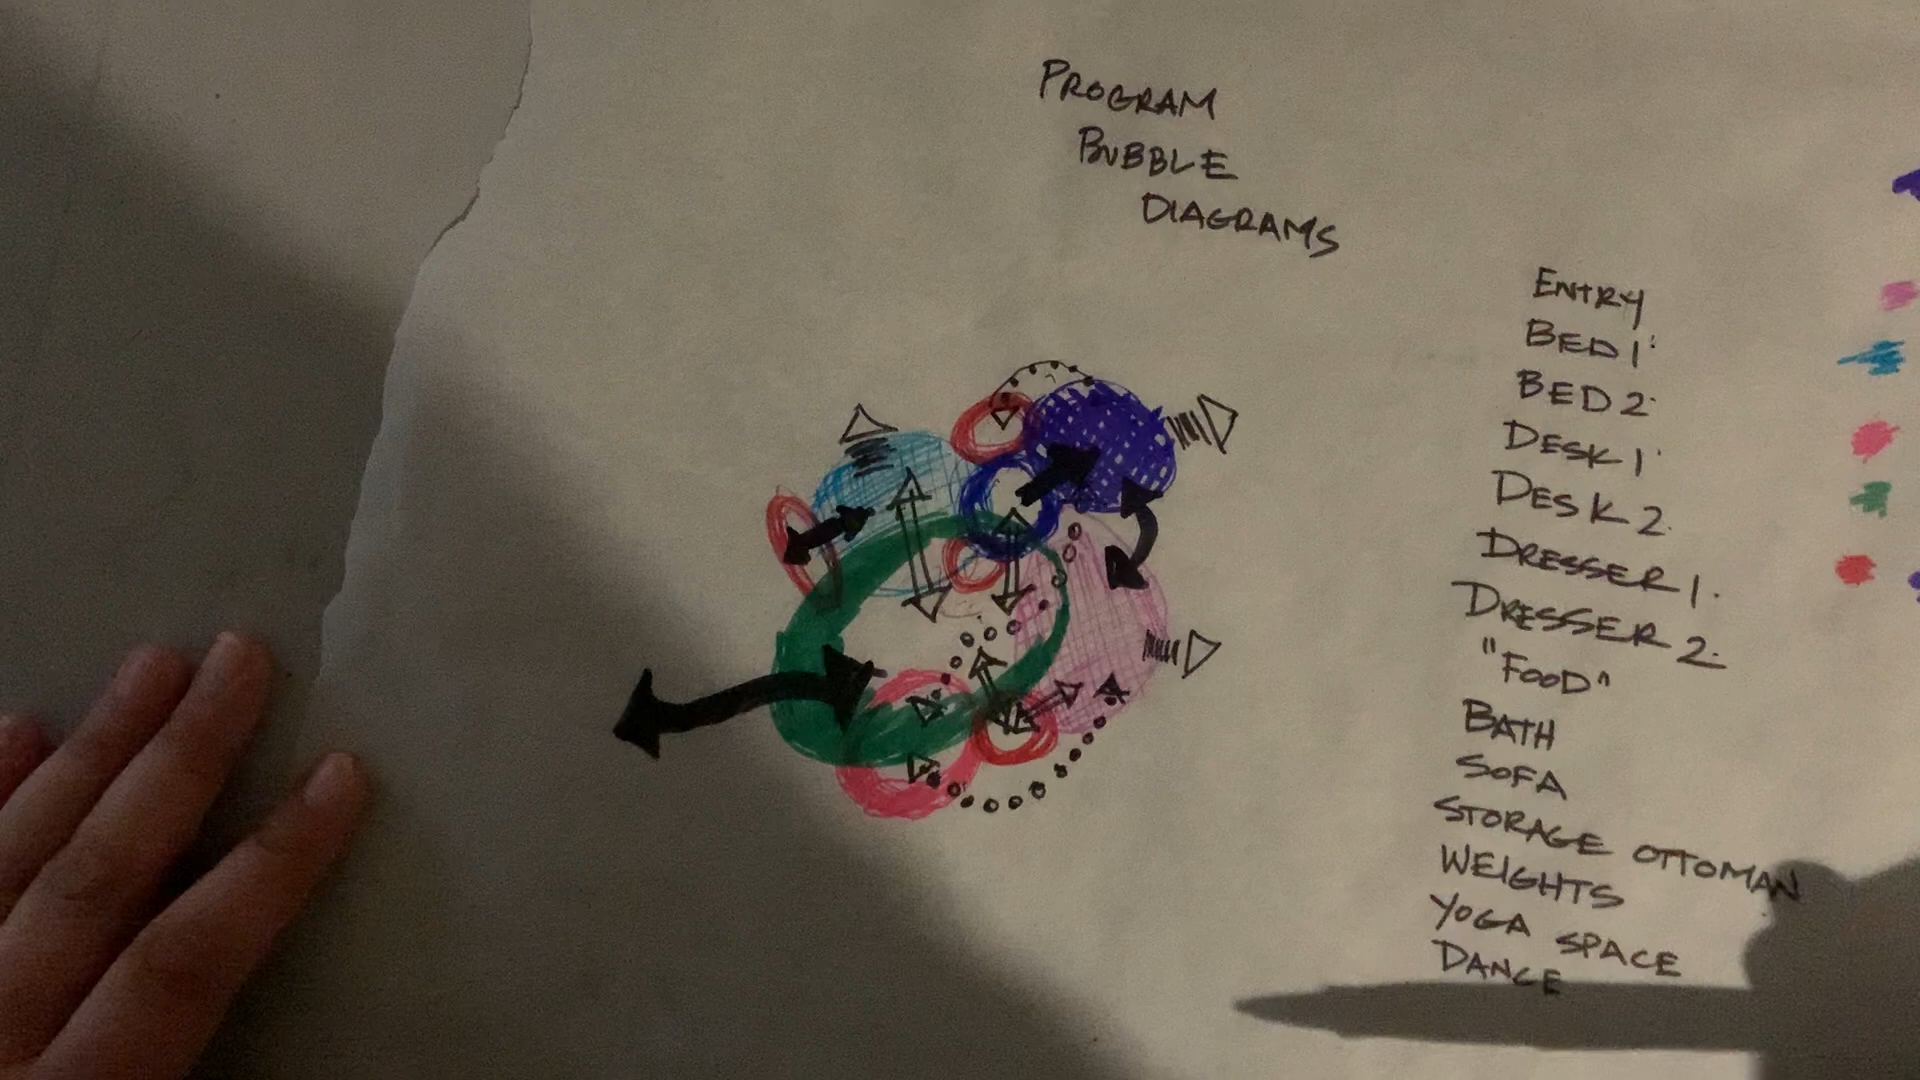 PROGRAM
BUBBLE
DIAGRAMS
ENTRY
BED 1
BED 2
DESK 1
DESK 2
DRESSER 1.
DRESSER 2.
"FOOD"
BATH
SOFA
STORAGE OTTOMAN
WEIGHTS
YOGA SPACE
DANCE